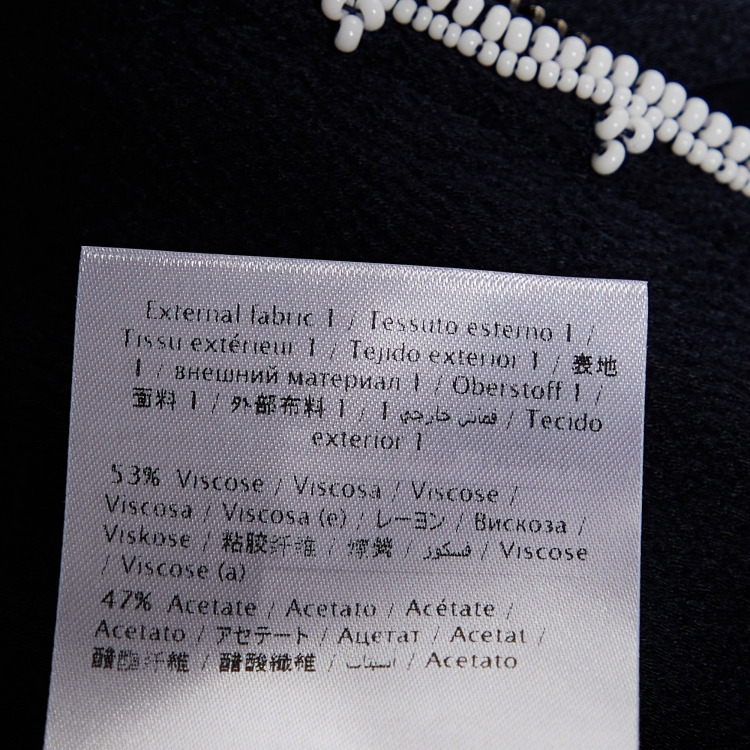 External fabric 1 / Tessuto esterno 1 /
Tissu extérieur 1 / Tejido exterior 1 / 表地
1 / внешний материал 1 / Oberstoff 1 /
面料 1 / 外部布料 1 / 1 قماش خارجي / Tecido
exterior 1
53% Viscose / Viscosa / Viscose /
Viscosa / Viscosa (e) / レーヨン / Вискоза /
Viskose / 粘胶纤维 / / فسكوز / Viscose
/ Viscose (a)
47% Acetate / Acetato / Acétate /
Acetato / アセテート / Ацетат / Acetat /
醋酯纤维 / 醋酸纖維 / أسيتات / Acetato